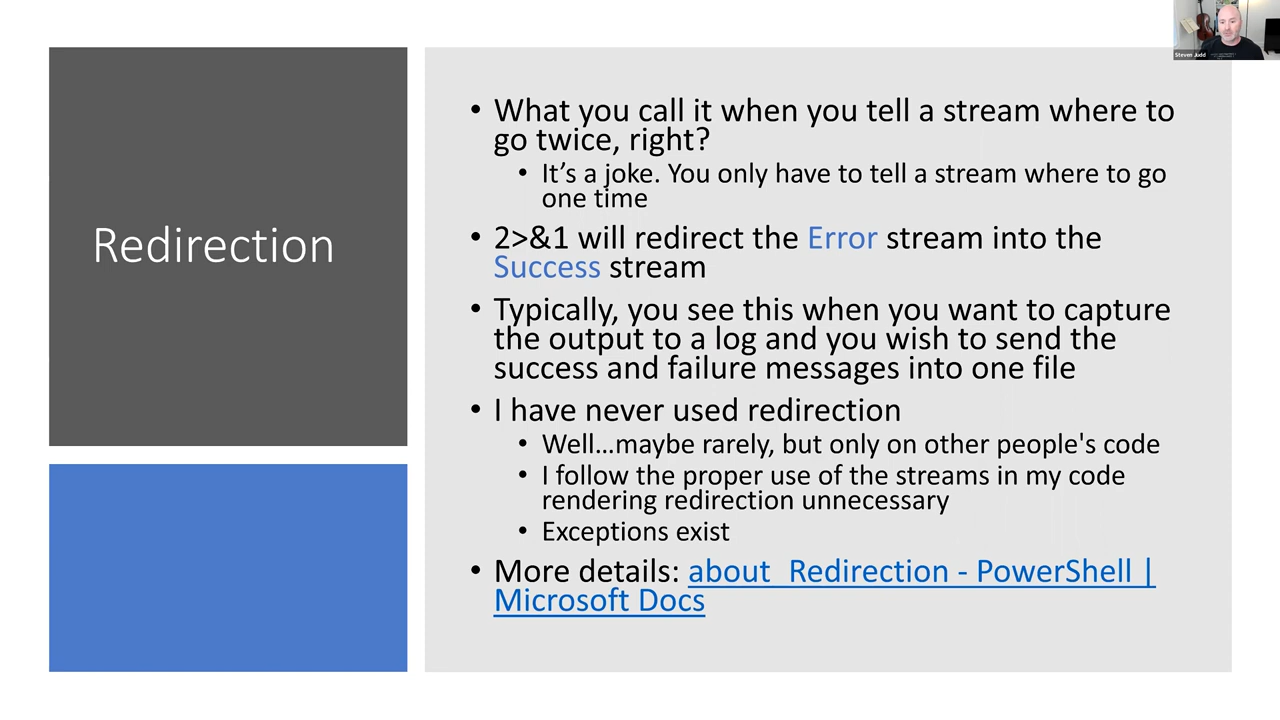 Steven Judd
Redirection
• What you call it when you tell a stream where to
go twice, right?
• It’s a joke. You only have to tell a stream where to go
one time
• 2>&1 will redirect the Error stream into the
Success stream
• Typically, you see this when you want to capture
the output to a log and you wish to send the
success and failure messages into one file
• I have never used redirection
• Well…maybe rarely, but only on other people's code
• I follow the proper use of the streams in my code
rendering redirection unnecessary
• Exceptions exist
• More details: about_Redirection - PowerShell |
Microsoft Docs